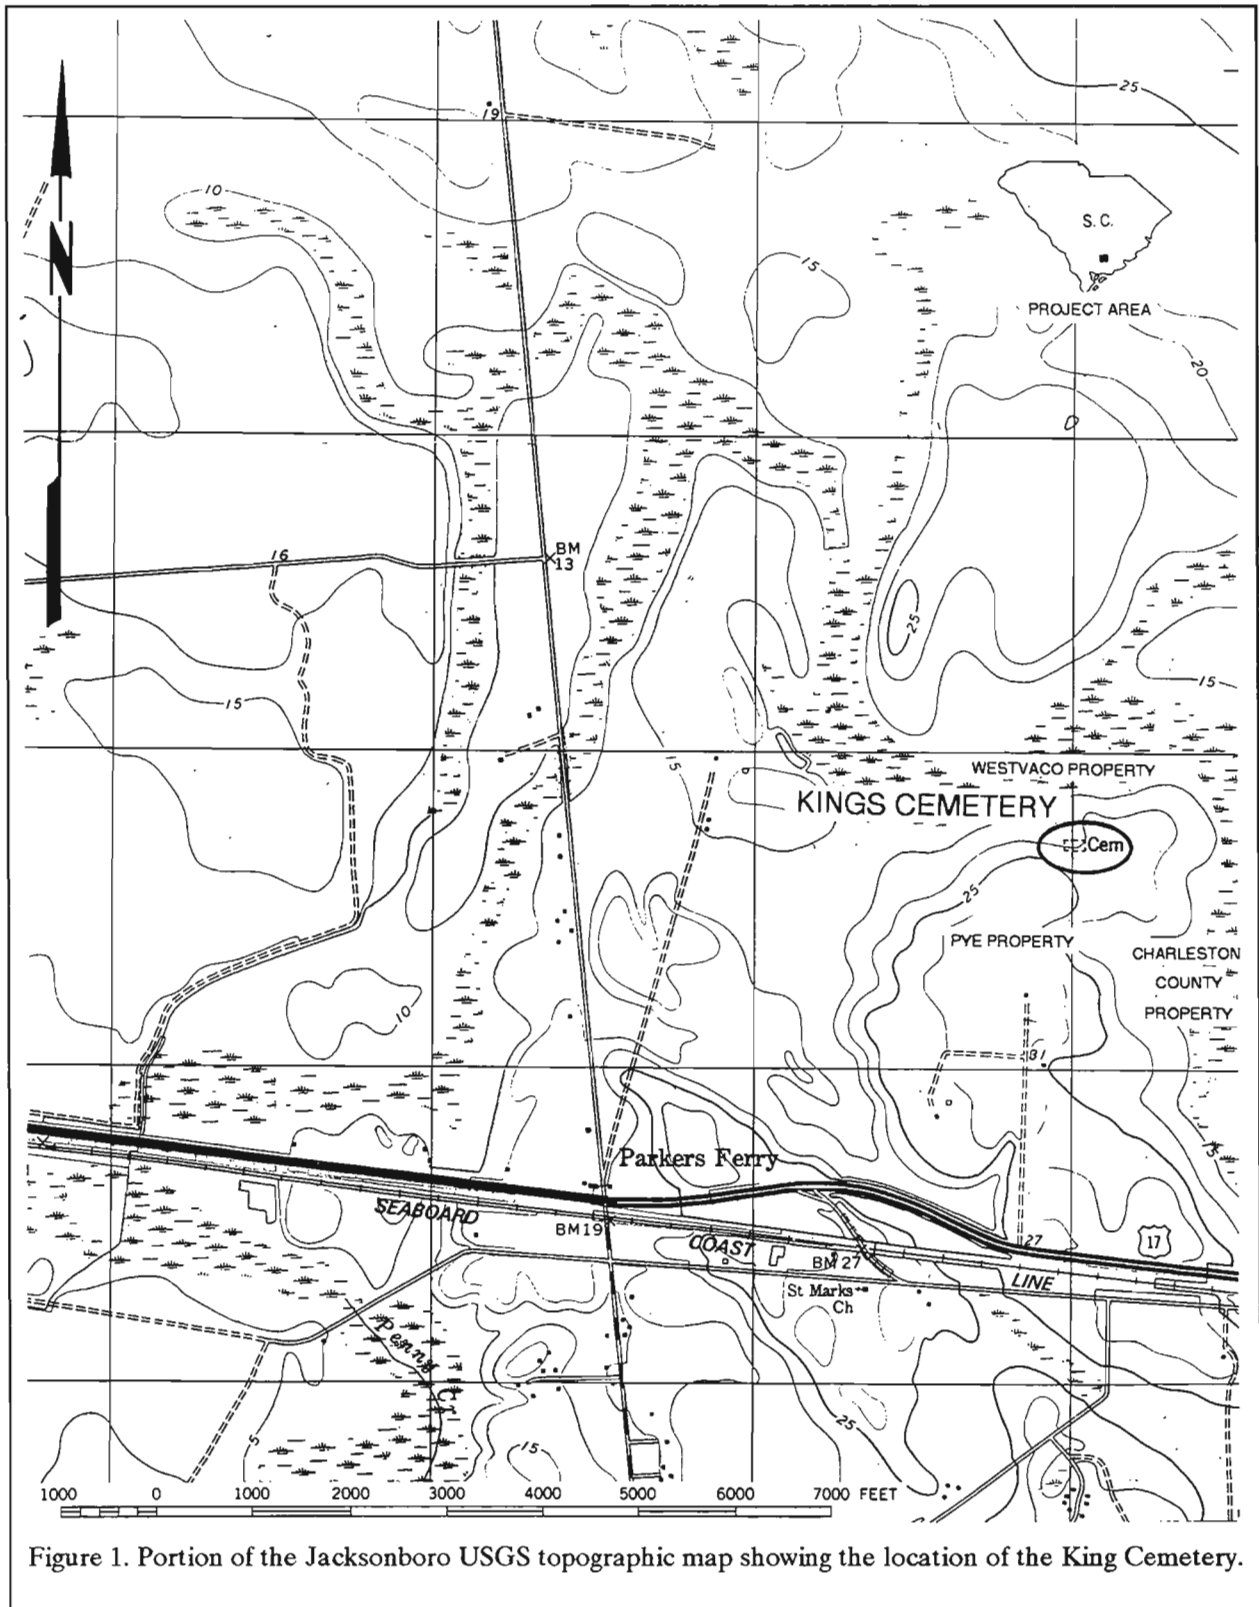 25
19
10
S. C.
15
PROJECT AREA
20
N
BM
13
16
25
15
15
15
WESTVACO PROPERTY
KINGS CEMETERY
Cem
25
PYE PROPERTY
CHARLESTON
COUNTY
PROPERTY
10
31
15
Parkers Ferry
SEABOARD
BM19
COAST
BM 27
27
17
LINE
St Marks
Ch
Penny Cr
25
5
15
1000 0 1000 2000 3000 4000 5000 6000 7000 FEET
Figure 1. Portion of the Jacksonboro USGS topographic map showing the location of the King Cemetery.